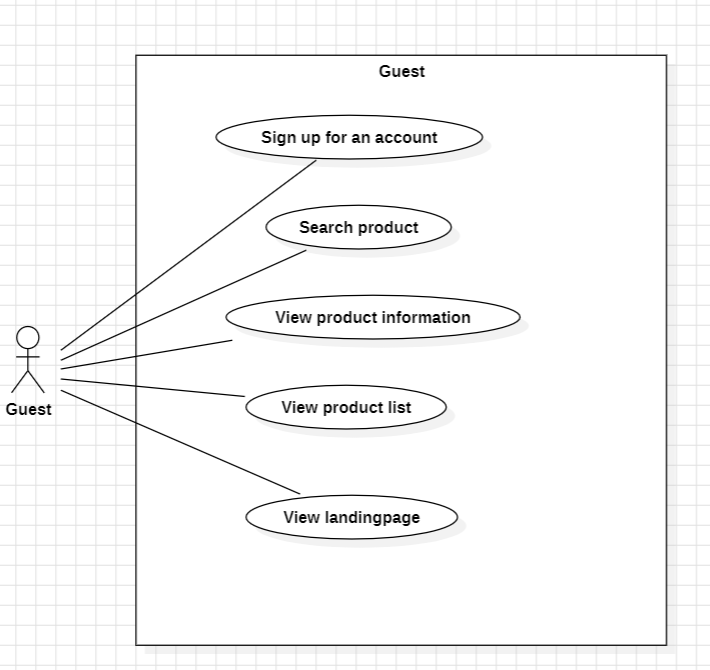 Guest
Sign up for an account
Search product
View product information
View product list
View landingpage
Guest